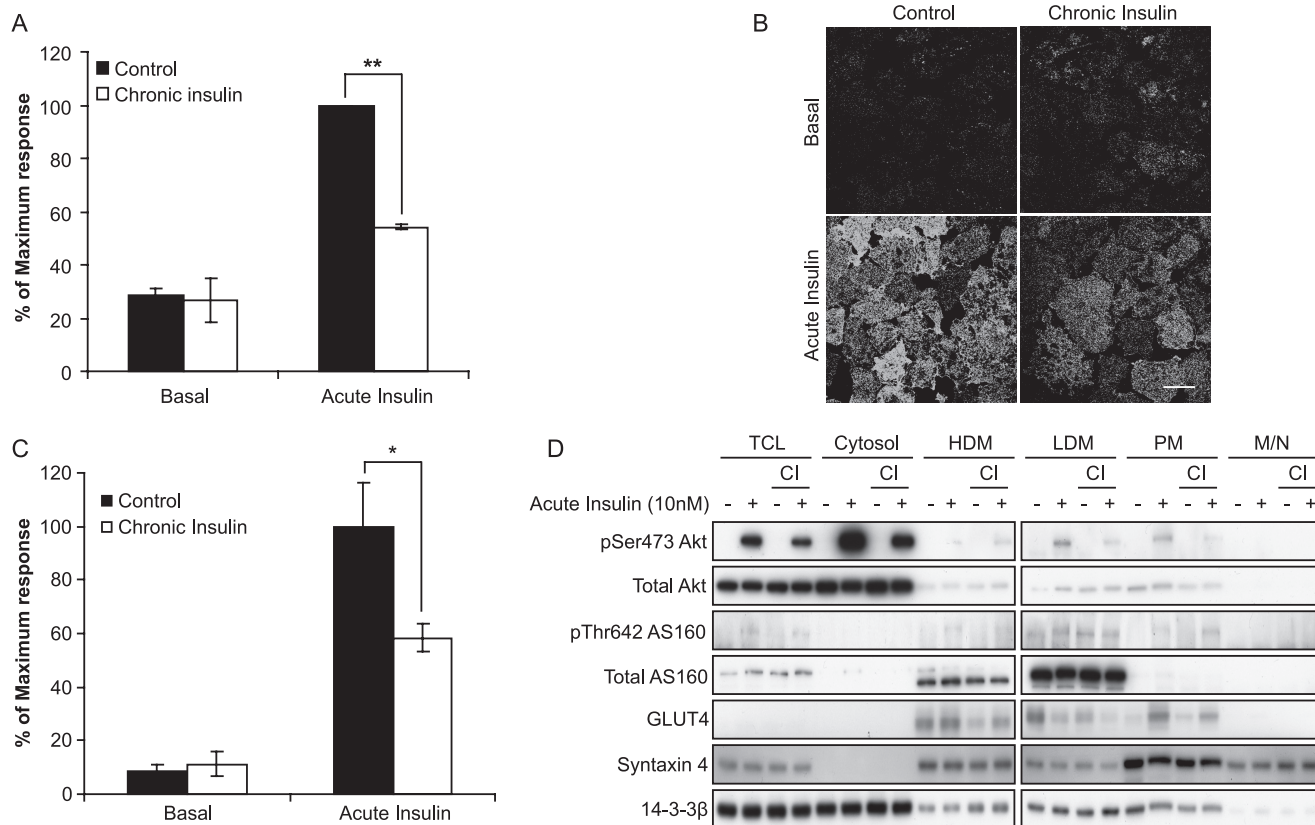 A
% of Maximum response
120
100
80
60
40
20
0
Control
Chronic insulin
**
Basal
Acute Insulin
B
Control
Chronic Insulin
Basal
Acute Insulin
C
% of Maximum response
120
100
80
60
40
20
0
Control
Chronic Insulin
*
Basal
Acute Insulin
D
TCL Cytosol HDM LDM PM M/N
CI CI CI CI CI CI
Acute Insulin (10nM) - + - + - + - + - + - + - + - + - + - + - + - +
pSer473 Akt
Total Akt
pThr642 AS160
Total AS160
GLUT4
Syntaxin 4
14-3-3β